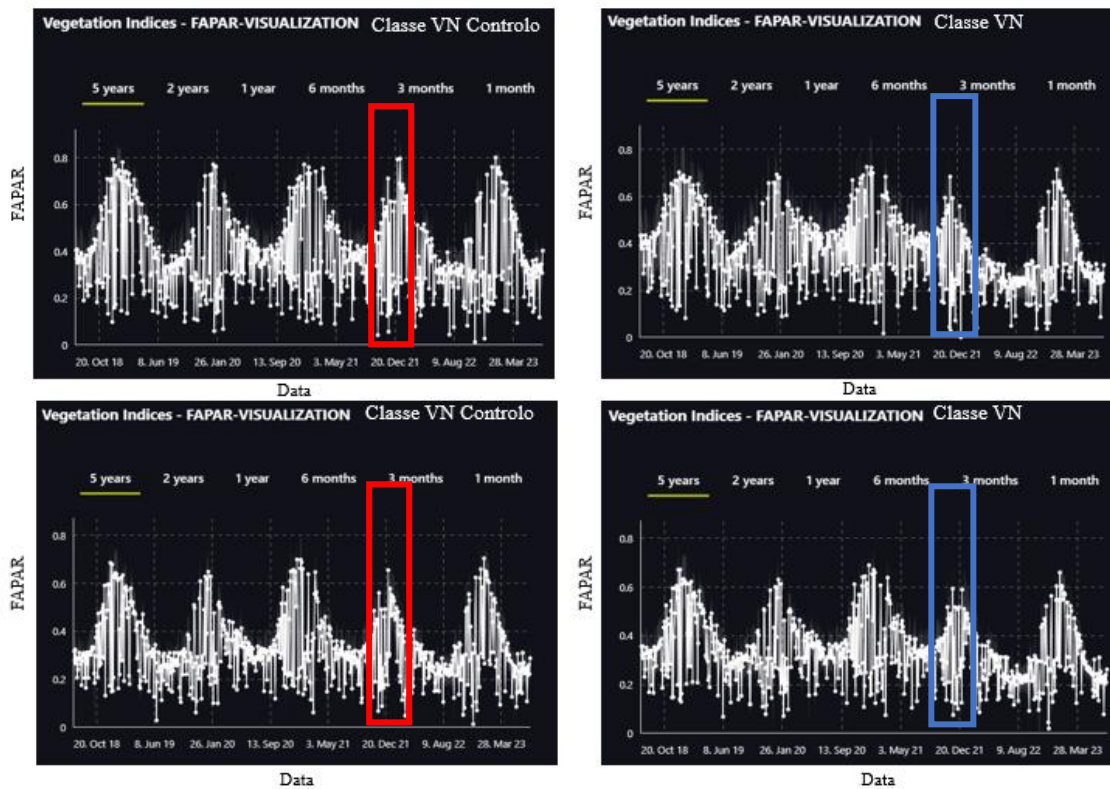 Vegetation Indices - FAPAR-VISUALIZATION Classe VN Controlo
5 years 2 years 1 year 6 months 3 months 1 month
FAPAR
0.8
0.6
0.4
0.2
0
20. Oct 18 8. Jun 19 26. Jan 20 13. Sep 20 3. May 21 20. Dec 21 9. Aug 22 28. Mar 23
Data
Vegetation Indices - FAPAR-VISUALIZATION Classe VN
5 years 2 years 1 year 6 months 3 months 1 month
FAPAR
0.8
0.6
0.4
0.2
0
20. Oct 18 8. Jun 19 26. Jan 20 13. Sep 20 3. May 21 20. Dec 21 9. Aug 22 28. Mar 23
Data
Vegetation Indices - FAPAR-VISUALIZATION Classe VN Controlo
5 years 2 years 1 year 6 months 3 months 1 month
FAPAR
0.8
0.6
0.4
0.2
0
20. Oct 18 8. Jun 19 26. Jan 20 13. Sep 20 3. May 21 20. Dec 21 9. Aug 22 28. Mar 23
Data
Vegetation Indices - FAPAR-VISUALIZATION Classe VN
5 years 2 years 1 year 6 months 3 months 1 month
FAPAR
0.8
0.6
0.4
0.2
0
20. Oct 18 8. Jun 19 26. Jan 20 13. Sep 20 3. May 21 20. Dec 21 9. Aug 22 28. Mar 23
Data